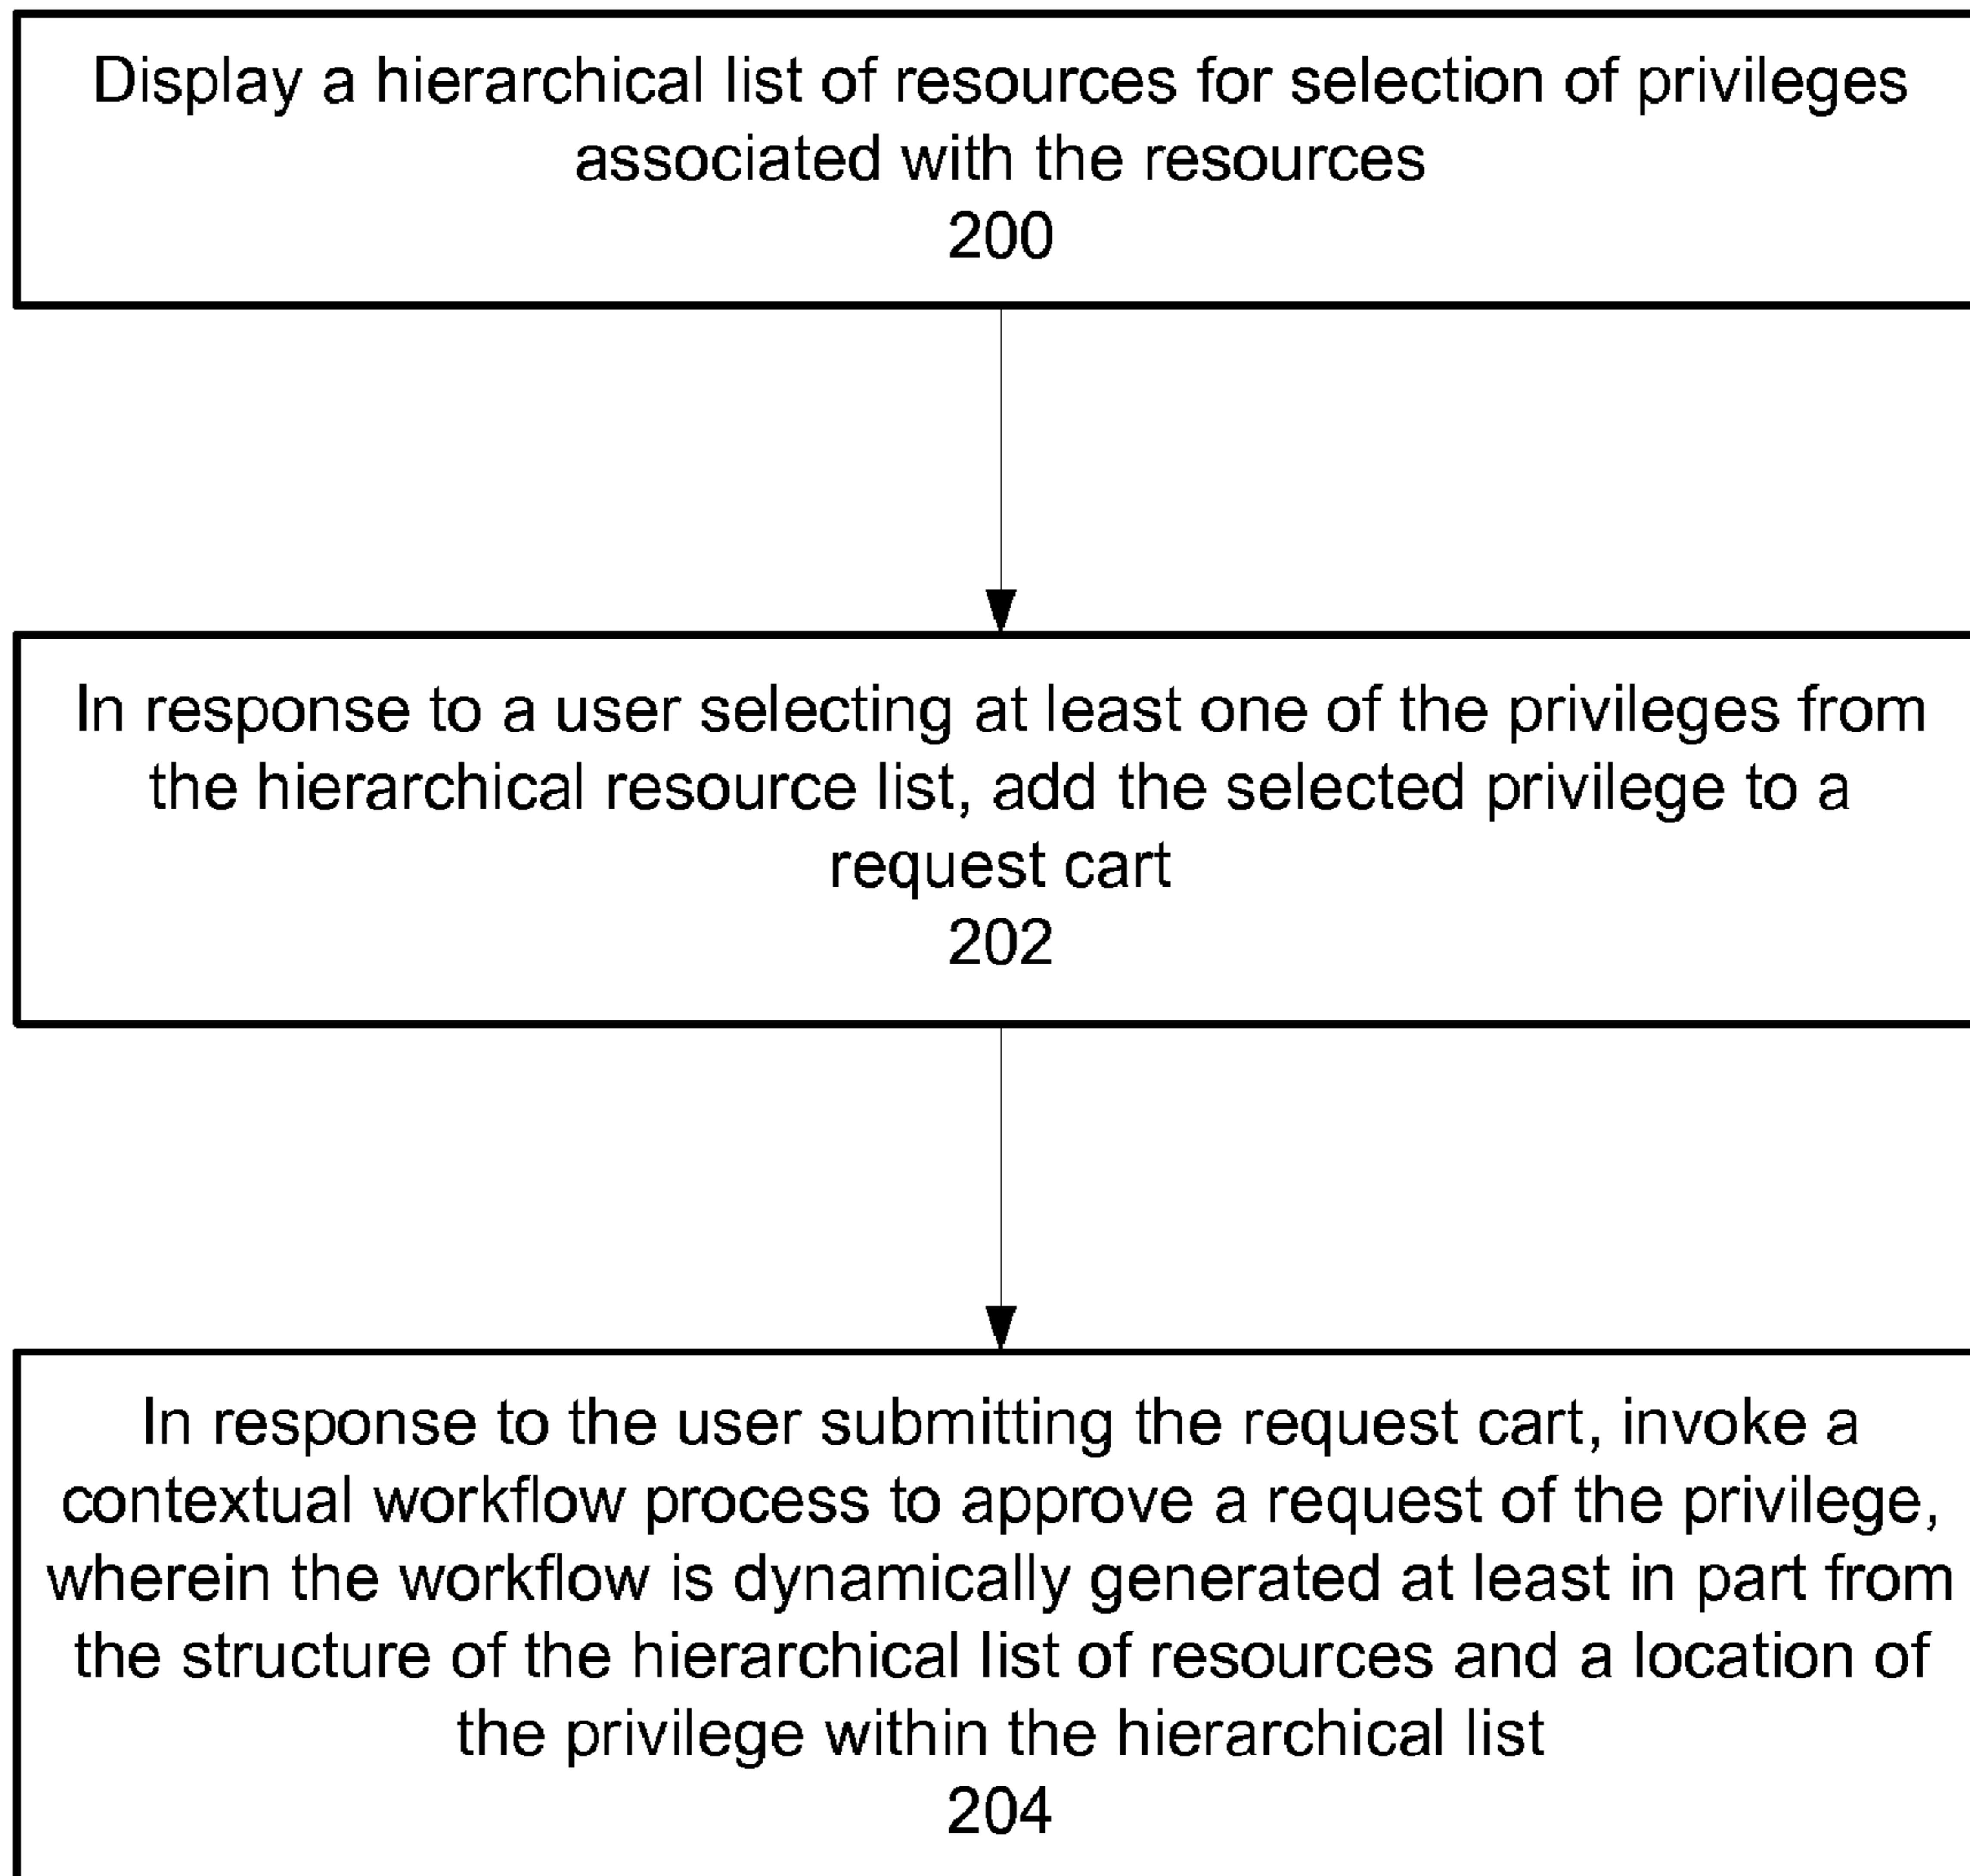 Display a hierarchical list of resources for selection of privileges
associated with the resources
200
In response to a user selecting at least one of the privileges from
the hierarchical resource list, add the selected privilege to a
request cart
202
In response to the user submitting the request cart, invoke a
contextual workflow process to approve a request of the privilege,
wherein the workflow is dynamically generated at least in part from
the structure of the hierarchical list of resources and a location of
the privilege within the hierarchical list
204